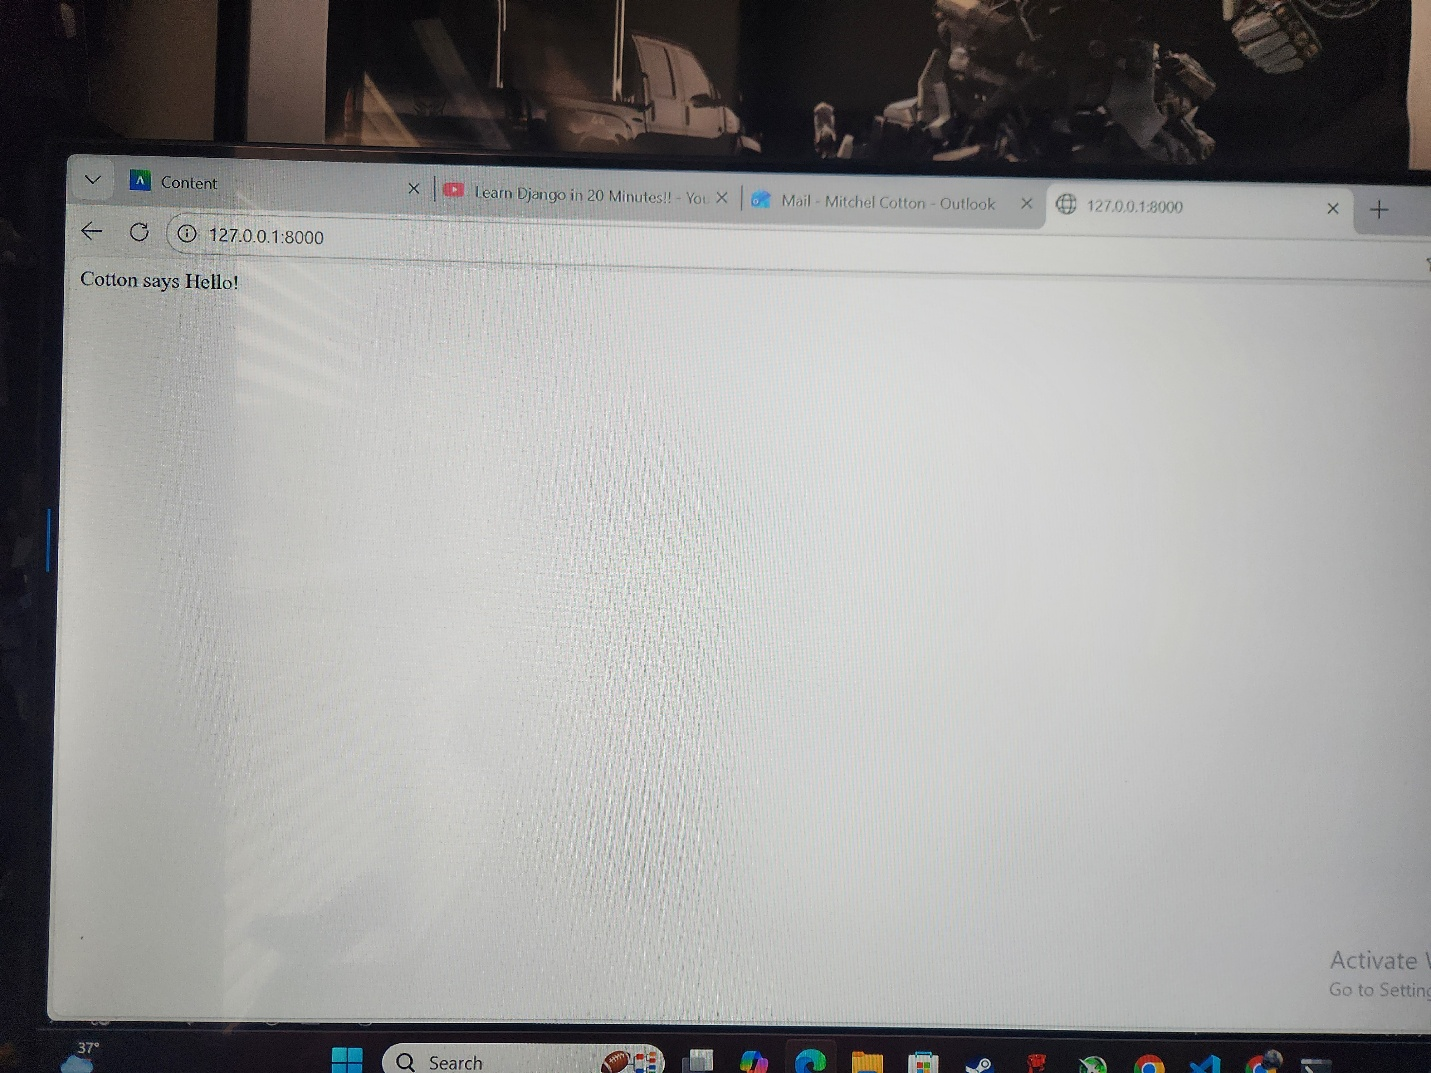 Content
Learn Django in 20 Minutes!! - You
Mail - Mitchel Cotton - Outlook
127.0.0.1:8000
127.0.0.1:8000
Cotton says Hello!
Activate
Go to Setting
37°
Search